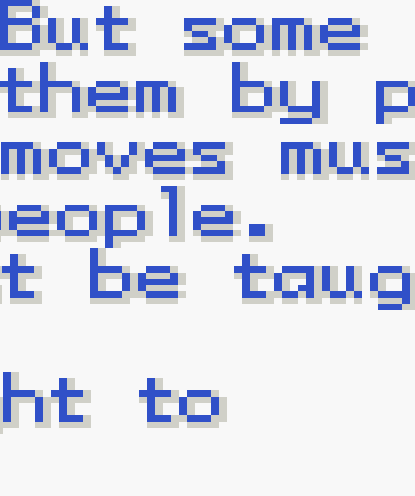 But some
them by p
moves mus
eople.
t be taug
ht to